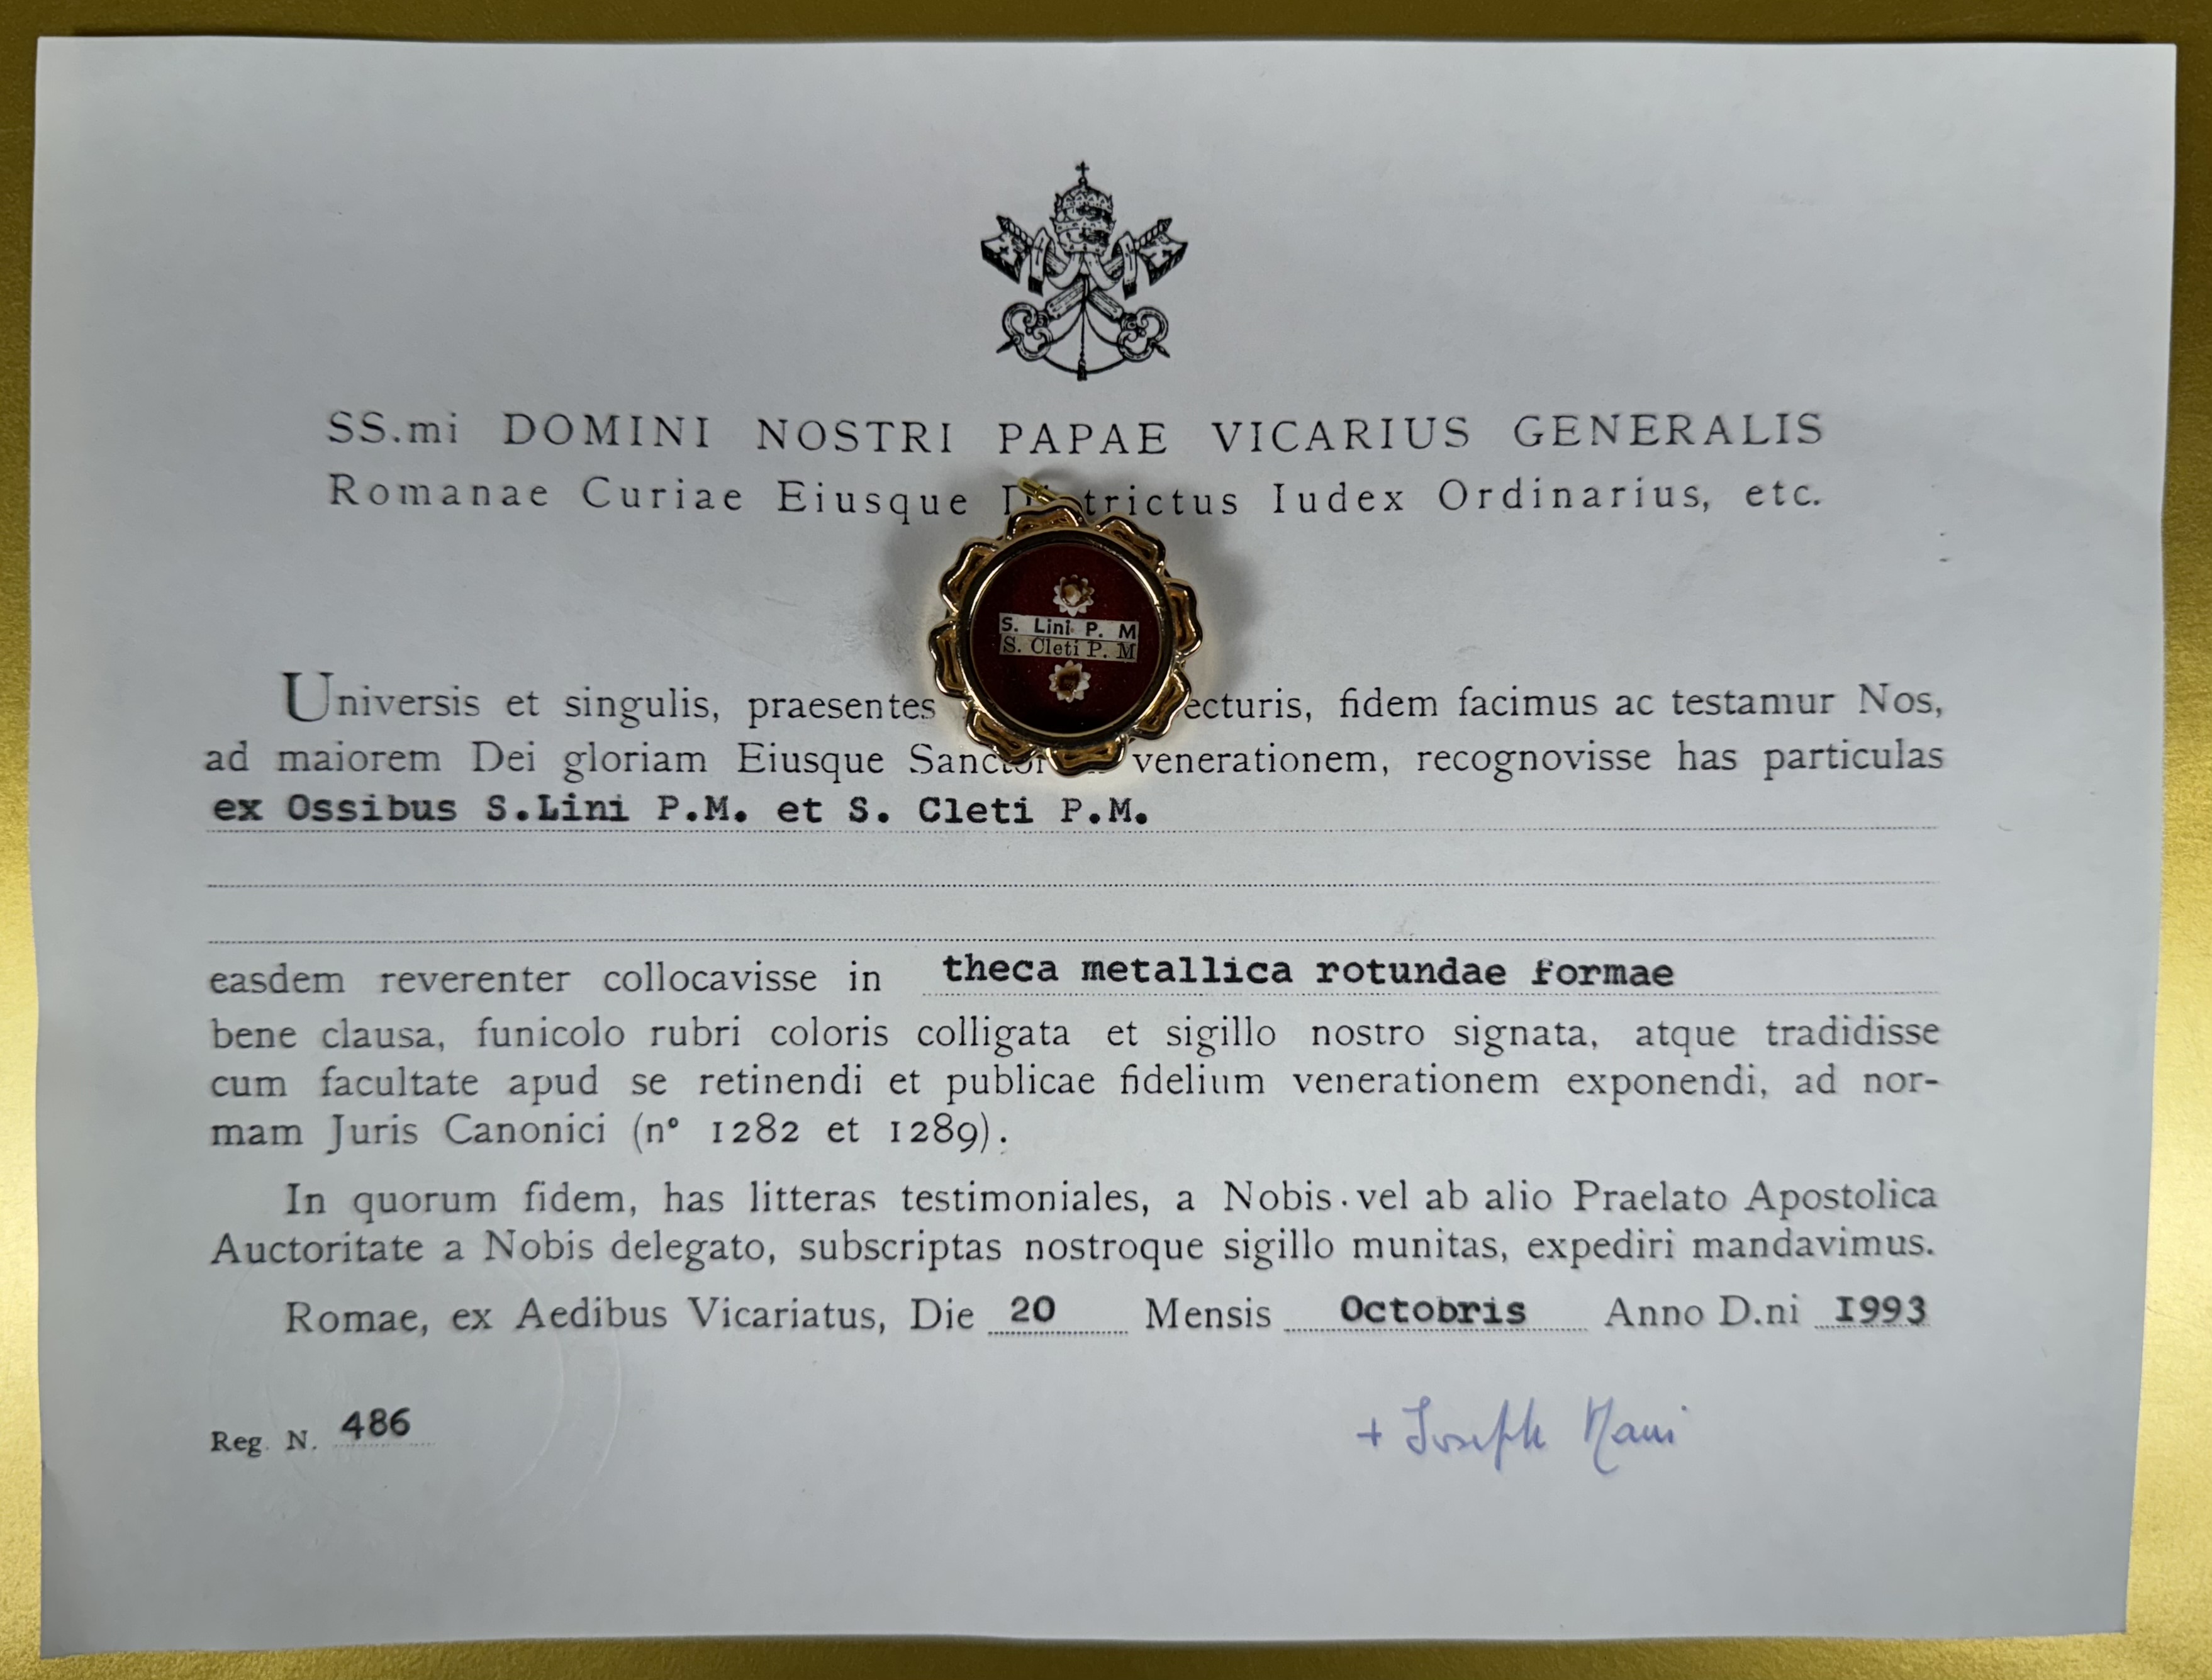 SS.mi DOMINI NOSTRI PAPAE VICARIUS GENERALIS
Romanae Curiae Eiusque trictus Iudex Ordinarius, etc.
S. Lini P. M
S. Cleti P. M
Universis et singulis, praesentes ecturis, fidem facimus ac testamur Nos,
ad maiorem Dei gloriam Eiusque Sanctor venerationem, recognovisse has particulas
ex Ossibus S.Lini P.M. et S. Cleti P.M.
easdem reverenter collocavisse in theca metallica rotundae formae
bene clausa, funicolo rubri coloris colligata et sigillo nostro signata, atque tradidisse
cum facultate apud se retinendi et publicae fidelium venerationem exponendi, ad nor-
mam Juris Canonici (n° 1282 et 1289).
In quorum fidem, has litteras testimoniales, a Nobis vel ab alio Praelato Apostolica
Auctoritate a Nobis delegato, subscriptas nostroque sigillo munitas, expediri mandavimus.
Romae, ex Aedibus Vicariatus, Die 20 Mensis Octobris Anno D.ni 1993
Reg. N. 486
+ Joseph